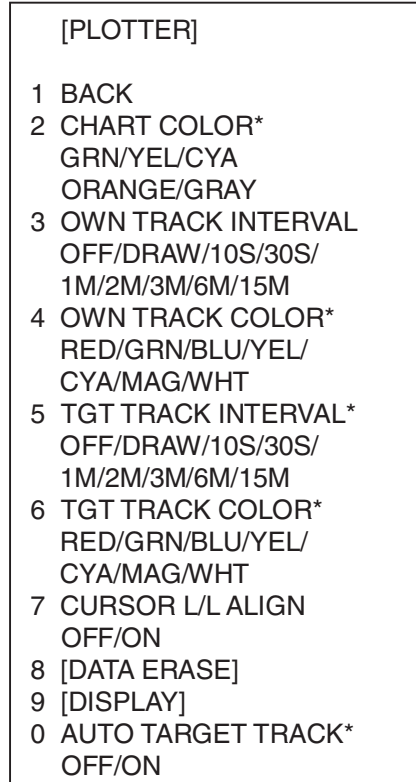 [PLOTTER]
1 BACK
2 CHART COLOR*
GRN/YEL/CYA
ORANGE/GRAY
3 OWN TRACK INTERVAL
OFF/DRAW/10S/30S/
1M/2M/3M/6M/15M
4 OWN TRACK COLOR*
RED/GRN/BLU/YEL/
CYA/MAG/WHT
5 TGT TRACK INTERVAL*
OFF/DRAW/10S/30S/
1M/2M/3M/6M/15M
6 TGT TRACK COLOR*
RED/GRN/BLU/YEL/
CYA/MAG/WHT
7 CURSOR L/L ALIGN
OFF/ON
8 [DATA ERASE]
9 [DISPLAY]
0 AUTO TARGET TRACK*
OFF/ON